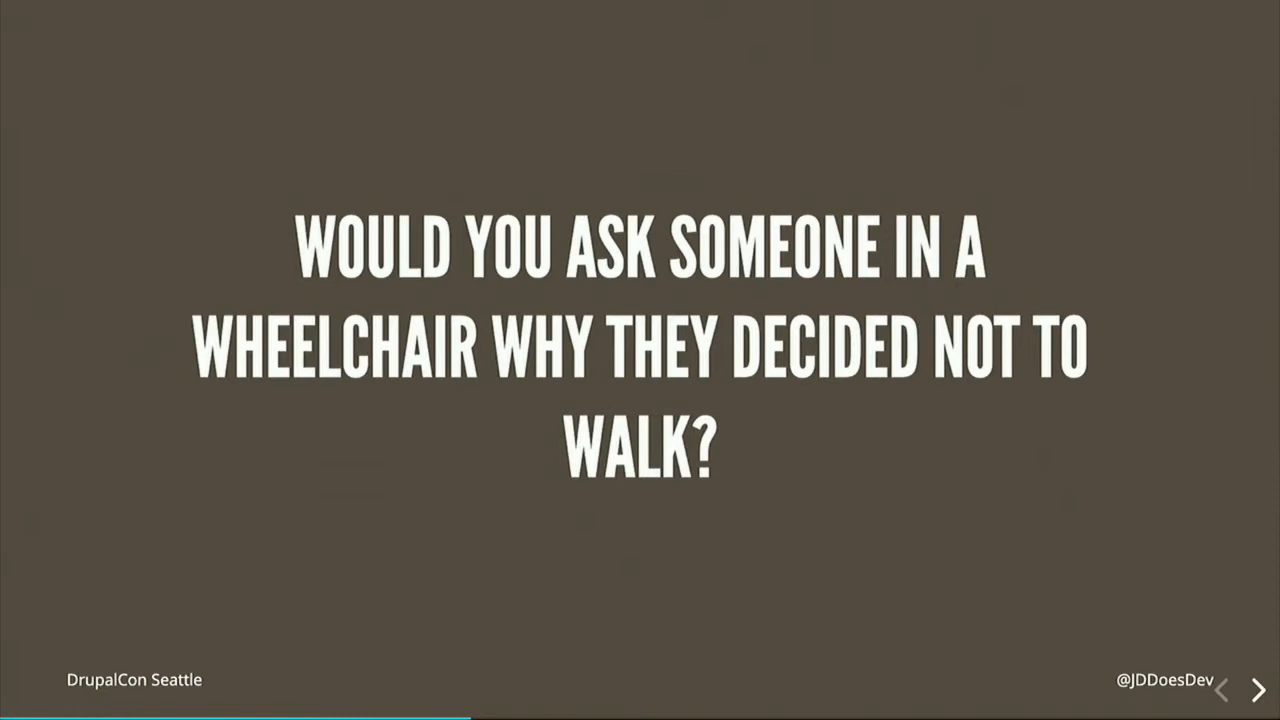 WOULD YOU ASK SOMEONE IN A
WHEELCHAIR WHY THEY DECIDED NOT TO
WALK?
DrupalCon Seattle
@JDDoesDev